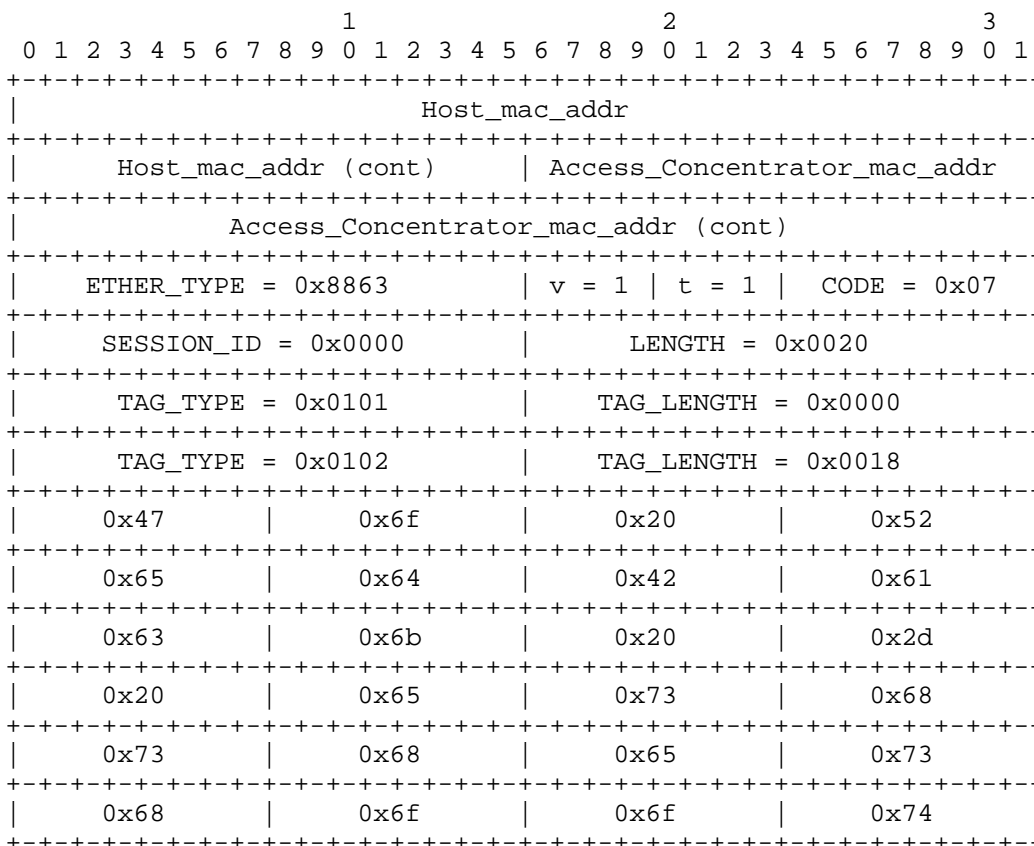 1                   2                   3
 0 1 2 3 4 5 6 7 8 9 0 1 2 3 4 5 6 7 8 9 0 1 2 3 4 5 6 7 8 9 0 1
+-+-+-+-+-+-+-+-+-+-+-+-+-+-+-+-+-+-+-+-+-+-+-+-+-+-+-+-+-+-+-+-
|                         Host_mac_addr
+-+-+-+-+-+-+-+-+-+-+-+-+-+-+-+-+-+-+-+-+-+-+-+-+-+-+-+-+-+-+-+-
|      Host_mac_addr (cont)     | Access_Concentrator_mac_addr
+-+-+-+-+-+-+-+-+-+-+-+-+-+-+-+-+-+-+-+-+-+-+-+-+-+-+-+-+-+-+-+-
|             Access_Concentrator_mac_addr (cont)
+-+-+-+-+-+-+-+-+-+-+-+-+-+-+-+-+-+-+-+-+-+-+-+-+-+-+-+-+-+-+-+-
|    ETHER_TYPE = 0x8863        | v = 1 | t = 1 |  CODE = 0x07
+-+-+-+-+-+-+-+-+-+-+-+-+-+-+-+-+-+-+-+-+-+-+-+-+-+-+-+-+-+-+-+-
|     SESSION_ID = 0x0000       |      LENGTH = 0x0020
+-+-+-+-+-+-+-+-+-+-+-+-+-+-+-+-+-+-+-+-+-+-+-+-+-+-+-+-+-+-+-+-
|      TAG_TYPE = 0x0101        |    TAG_LENGTH = 0x0000
+-+-+-+-+-+-+-+-+-+-+-+-+-+-+-+-+-+-+-+-+-+-+-+-+-+-+-+-+-+-+-+-
|      TAG_TYPE = 0x0102        |    TAG_LENGTH = 0x0018
+-+-+-+-+-+-+-+-+-+-+-+-+-+-+-+-+-+-+-+-+-+-+-+-+-+-+-+-+-+-+-+-
|     0x47      |     0x6f      |     0x20      |     0x52
+-+-+-+-+-+-+-+-+-+-+-+-+-+-+-+-+-+-+-+-+-+-+-+-+-+-+-+-+-+-+-+-
|     0x65      |     0x64      |     0x42      |     0x61
+-+-+-+-+-+-+-+-+-+-+-+-+-+-+-+-+-+-+-+-+-+-+-+-+-+-+-+-+-+-+-+-
|     0x63      |     0x6b      |     0x20      |     0x2d
+-+-+-+-+-+-+-+-+-+-+-+-+-+-+-+-+-+-+-+-+-+-+-+-+-+-+-+-+-+-+-+-
|     0x20      |     0x65      |     0x73      |     0x68
+-+-+-+-+-+-+-+-+-+-+-+-+-+-+-+-+-+-+-+-+-+-+-+-+-+-+-+-+-+-+-+-
|     0x73      |     0x68      |     0x65      |     0x73
+-+-+-+-+-+-+-+-+-+-+-+-+-+-+-+-+-+-+-+-+-+-+-+-+-+-+-+-+-+-+-+-
|     0x68      |     0x6f      |     0x6f      |     0x74
+-+-+-+-+-+-+-+-+-+-+-+-+-+-+-+-+-+-+-+-+-+-+-+-+-+-+-+-+-+-+-+-